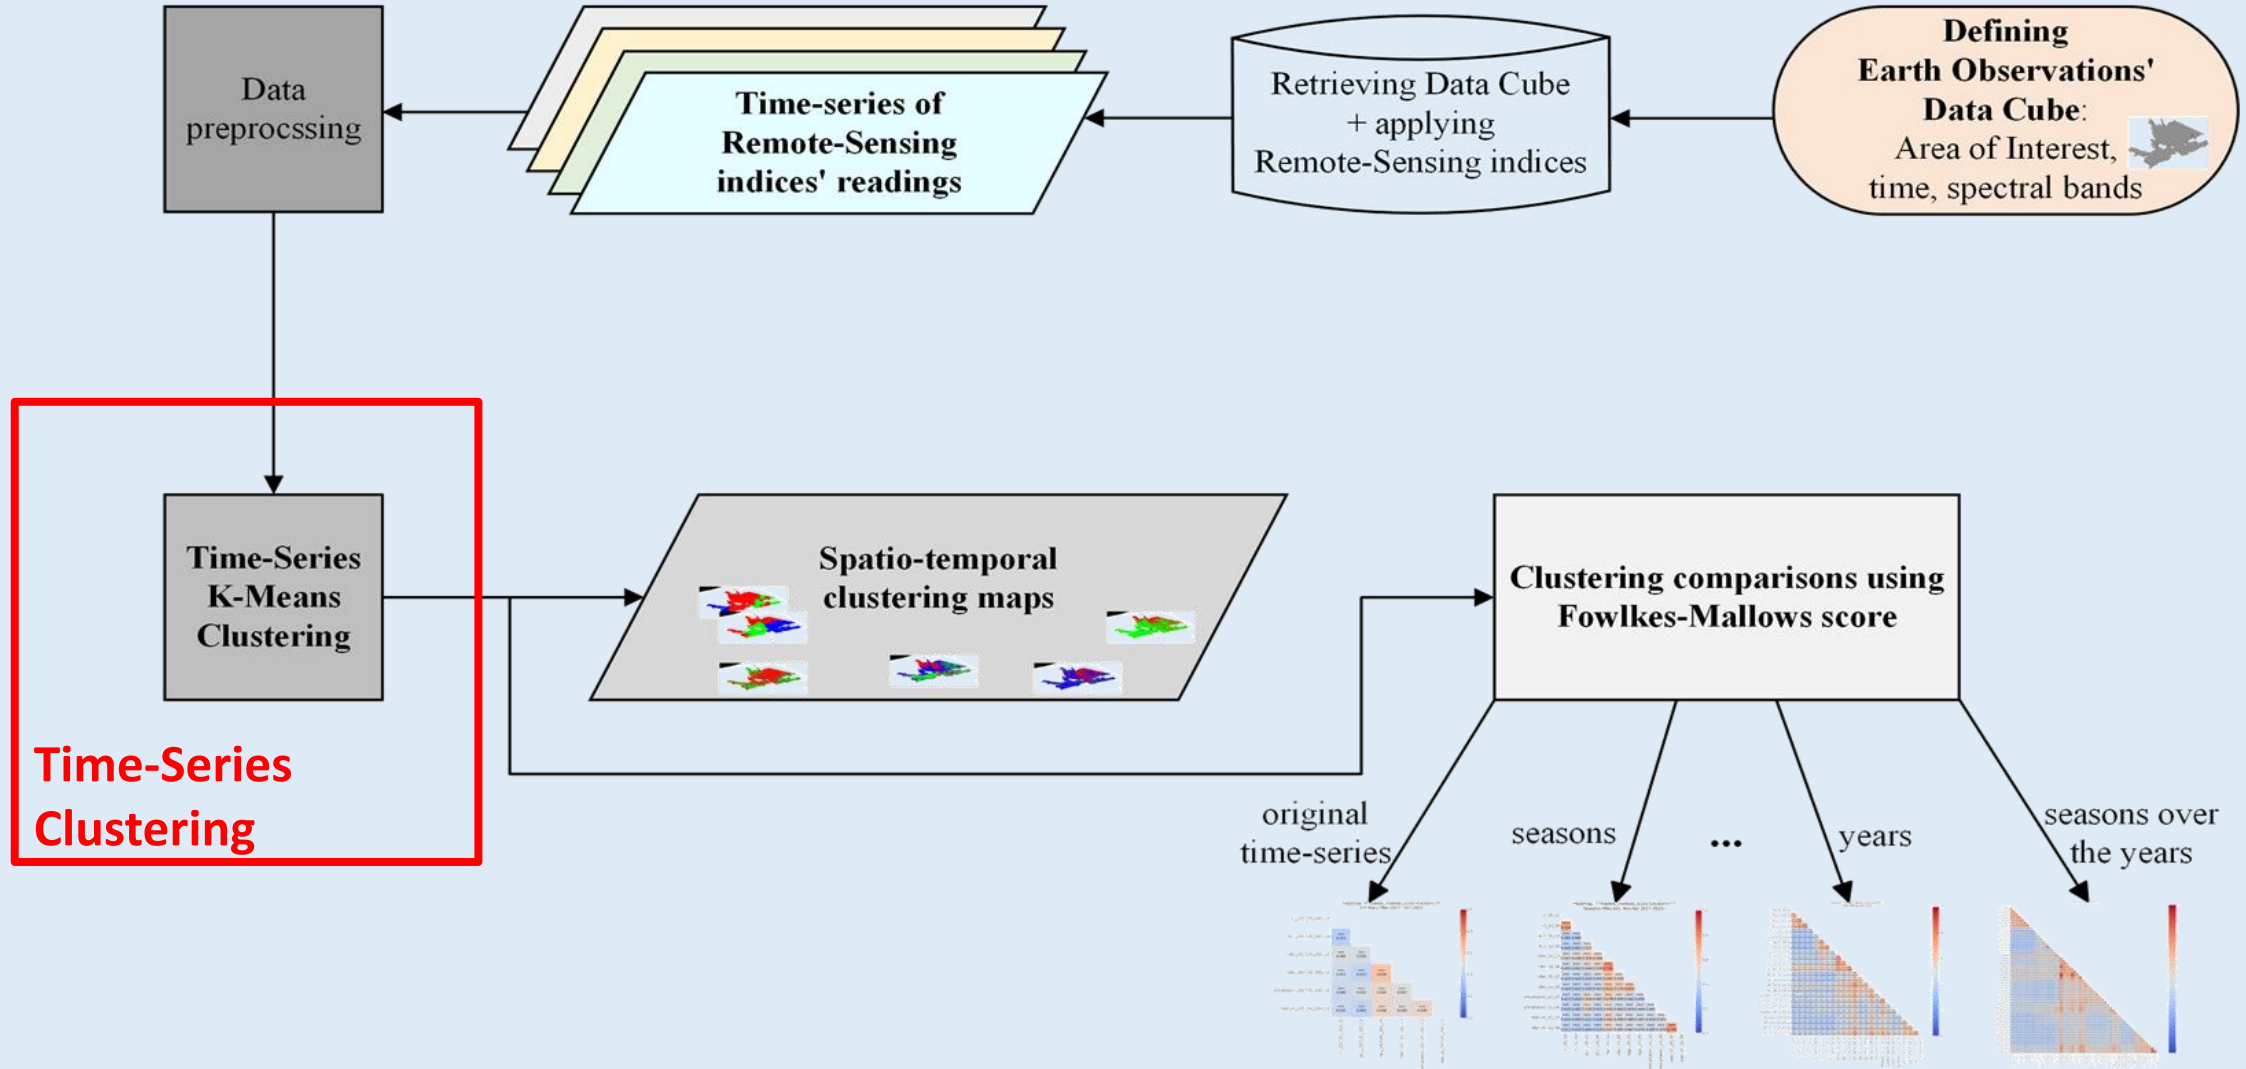 Data
preprocssing
Time-series of
Remote-Sensing
indices' readings
Retrieving Data Cube
+ applying
Remote-Sensing indices
Defining
Earth Observations'
Data Cube:
Area of Interest,
time, spectral bands
Time-Series
K-Means
Clustering
Time-Series
Clustering
Spatio-temporal
clustering maps
Clustering comparisons using
Fowlkes-Mallows score
original
time-series
seasons
...
years
seasons over
the years